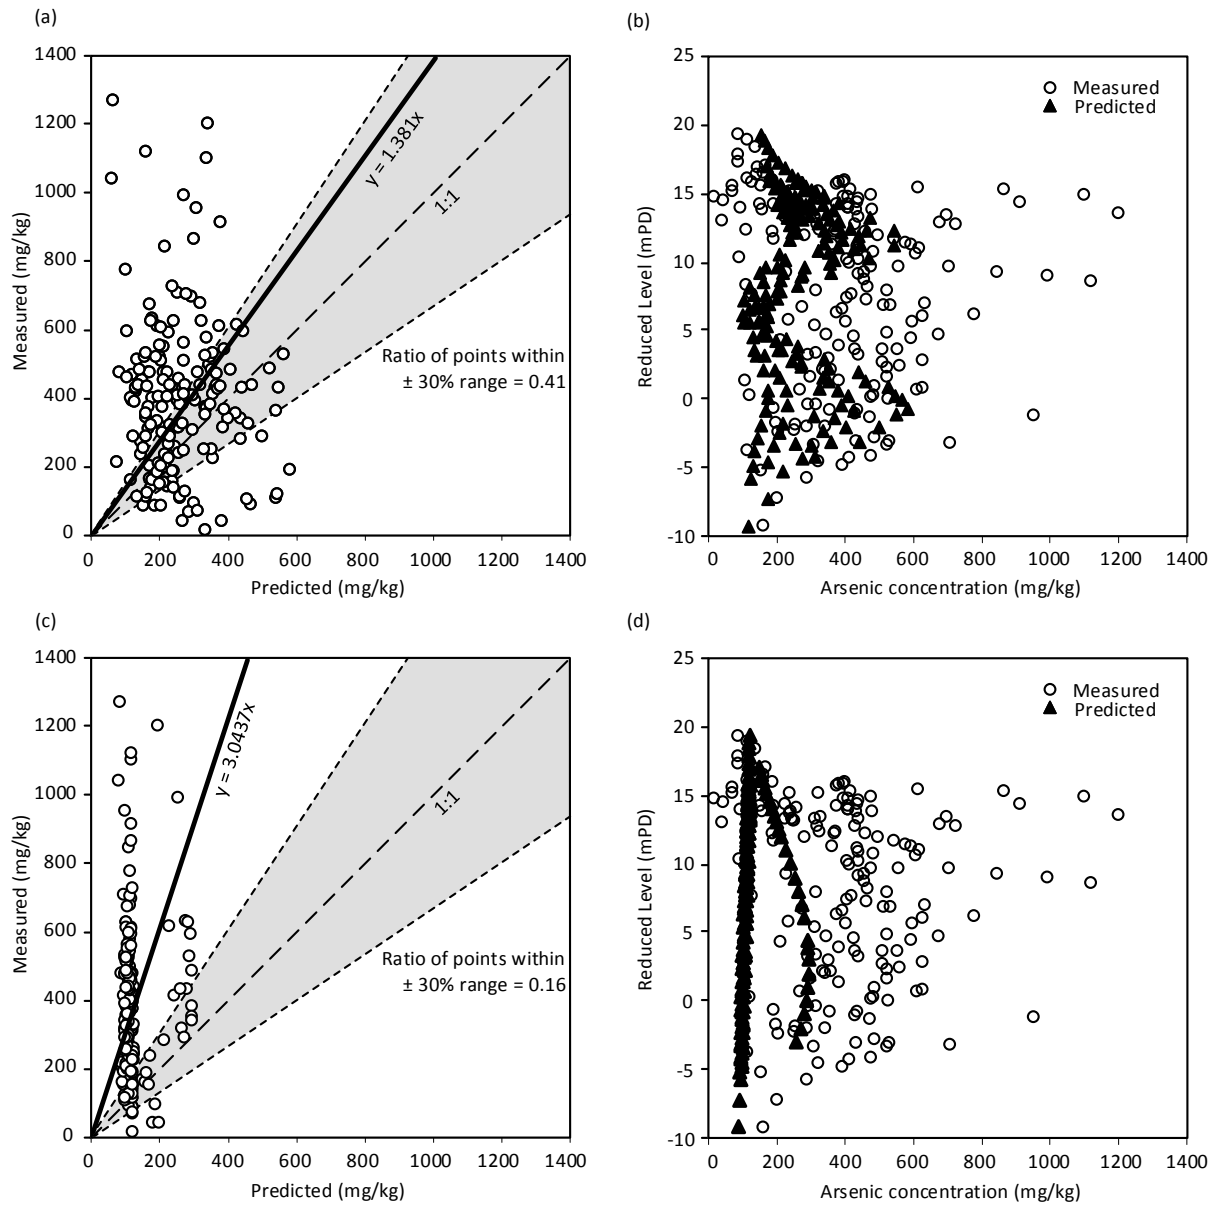 (a)
1400
1200
1000
800
600
400
200
0
Measured (mg/kg)
y = 1.381x
1:1
Ratio of points within
± 30% range = 0.41
0 200 400 600 800 1000 1200 1400
Predicted (mg/kg)
(b)
25
20
15
10
5
0
-5
-10
Reduced Level (mPD)
Measured
Predicted
0 200 400 600 800 1000 1200 1400
Arsenic concentration (mg/kg)
(c)
1400
1200
1000
800
600
400
200
0
Measured (mg/kg)
y = 3.0437x
1:1
Ratio of points within
± 30% range = 0.16
0 200 400 600 800 1000 1200 1400
Predicted (mg/kg)
(d)
25
20
15
10
5
0
-5
-10
Reduced Level (mPD)
Measured
Predicted
0 200 400 600 800 1000 1200 1400
Arsenic concentration (mg/kg)